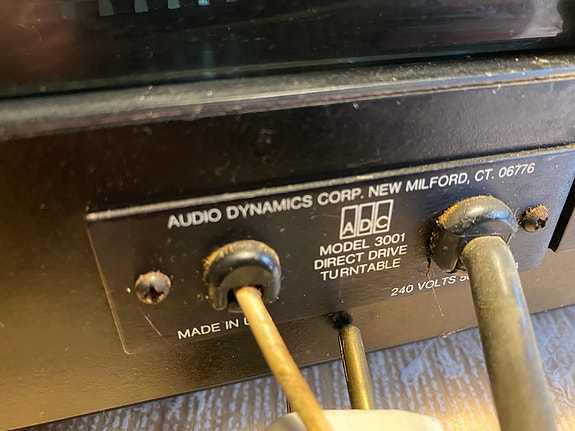 AUDIO DYNAMICS CORP. NEW MILFORD, CT. 06776
ADC
MODEL 3001
DIRECT DRIVE
TURNTABLE
240 VOLTS
MADE IN